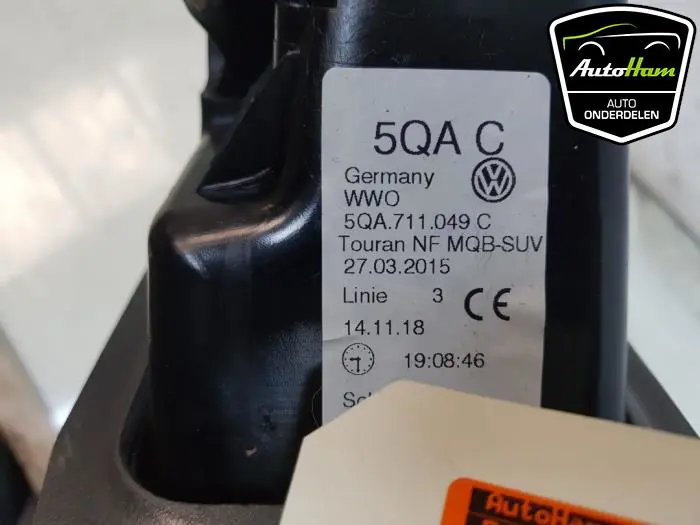 AutoHam
AUTO
ONDERDELEN
5QA C
Germany
WWO
5QA.711.049 C
Touran NF MQB-SUV
27.03.2015
Linie 3 CE
14.11.18
19:08:46
AutoHam